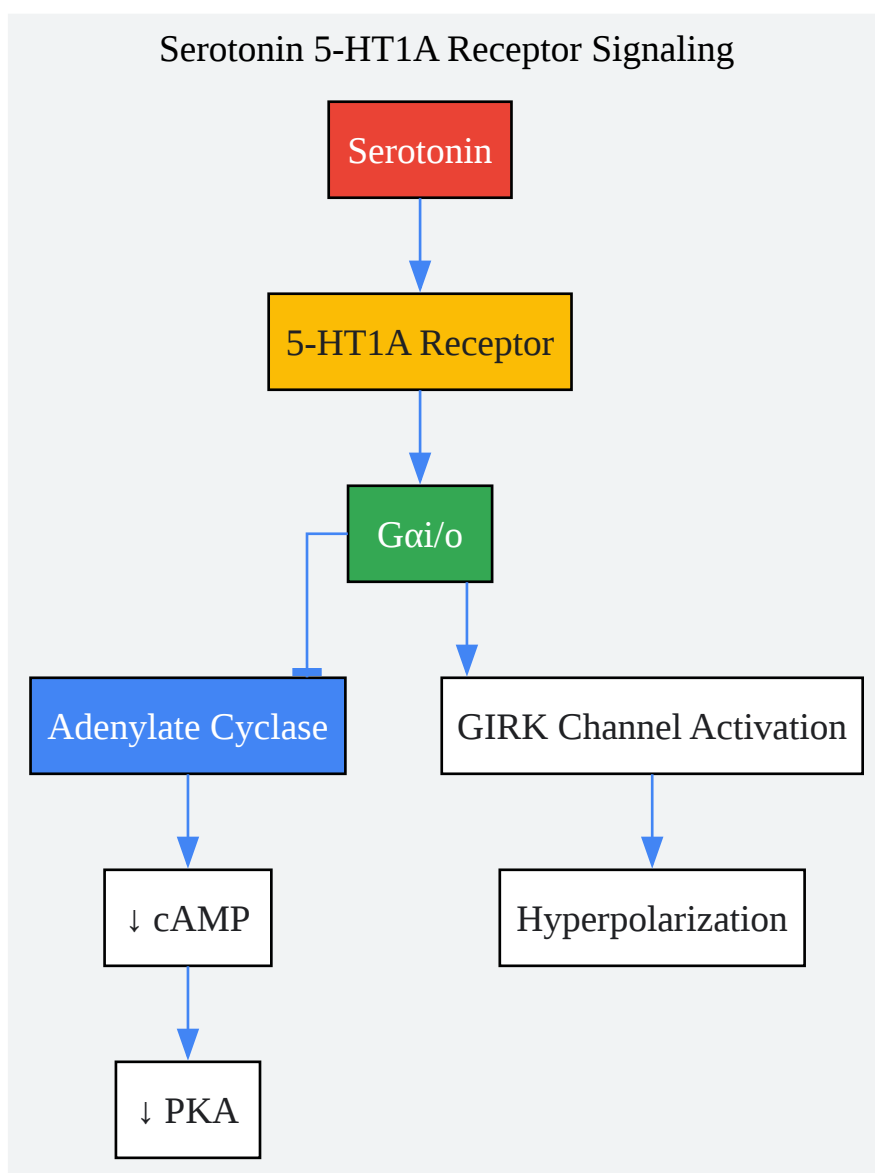 Serotonin 5-HT1A Receptor Signaling
Serotonin
5-HT1A Receptor
Gαi/o
Adenylate Cyclase
GIRK Channel Activation
↓ cAMP
Hyperpolarization
↓ PKA